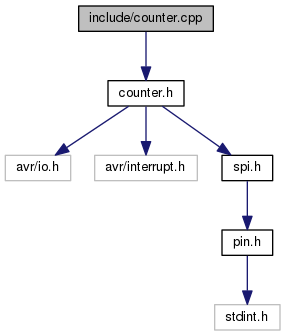 include/counter.cpp
counter.h
avr/io.h
avr/interrupt.h
spi.h
pin.h
stdint.h